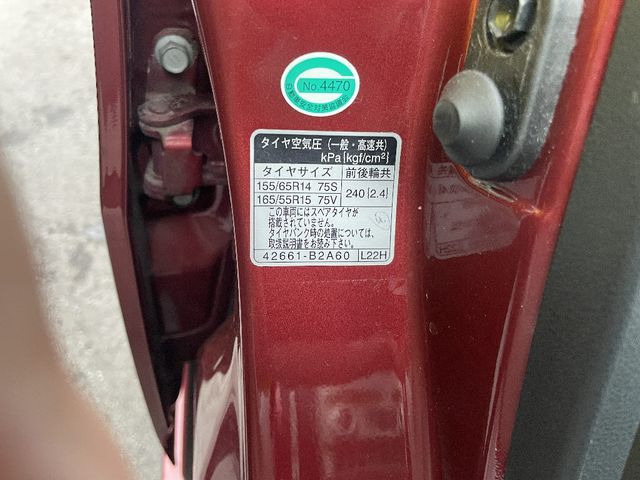 No.4470
タイヤ空気圧 (一般・高速共)
kPa{kgf/cm²}
タイヤサイズ 前後輪共
155/65R14 75S
165/55R15 75V
240{2.4}
この車両にはスペアタイヤが
搭載されていません。
タイヤパンク時の処置については、
取扱説明書をお読み下さい。
42661-B2A60 L22H